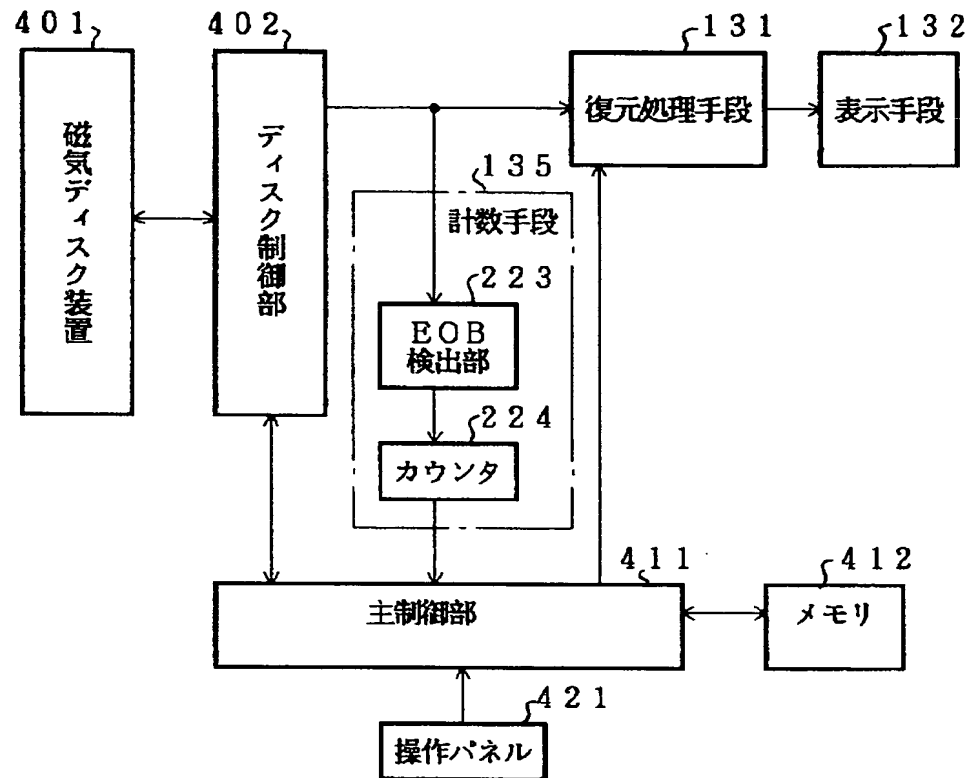 401
402
131
132
磁気ディスク装置
ディスク制御部
復元処理手段
表示手段
135
計数手段
223
EOB
検出部
224
カウンタ
411
412
主制御部
メモリ
421
操作パネル